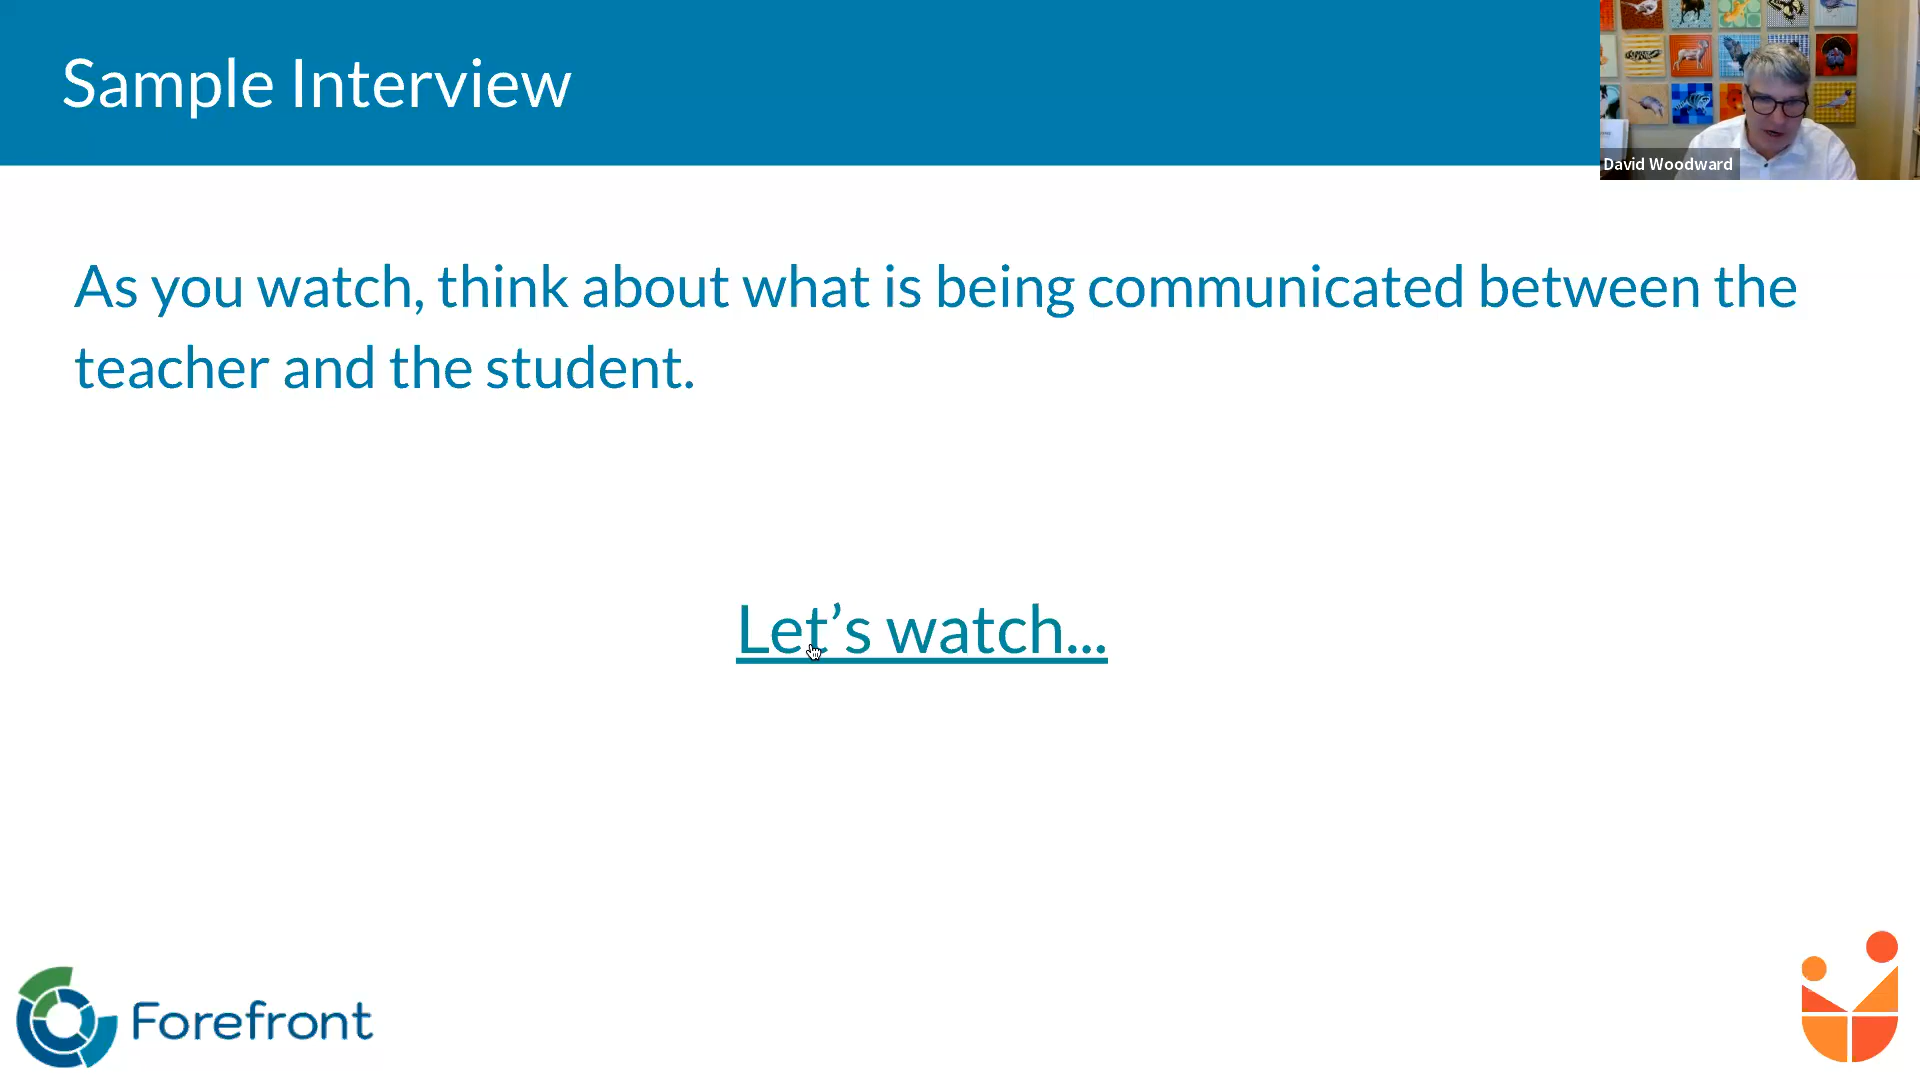 Sample Interview
David Woodward
As you watch, think about what is being communicated between the
teacher and the student.
Let’s watch...
Forefront